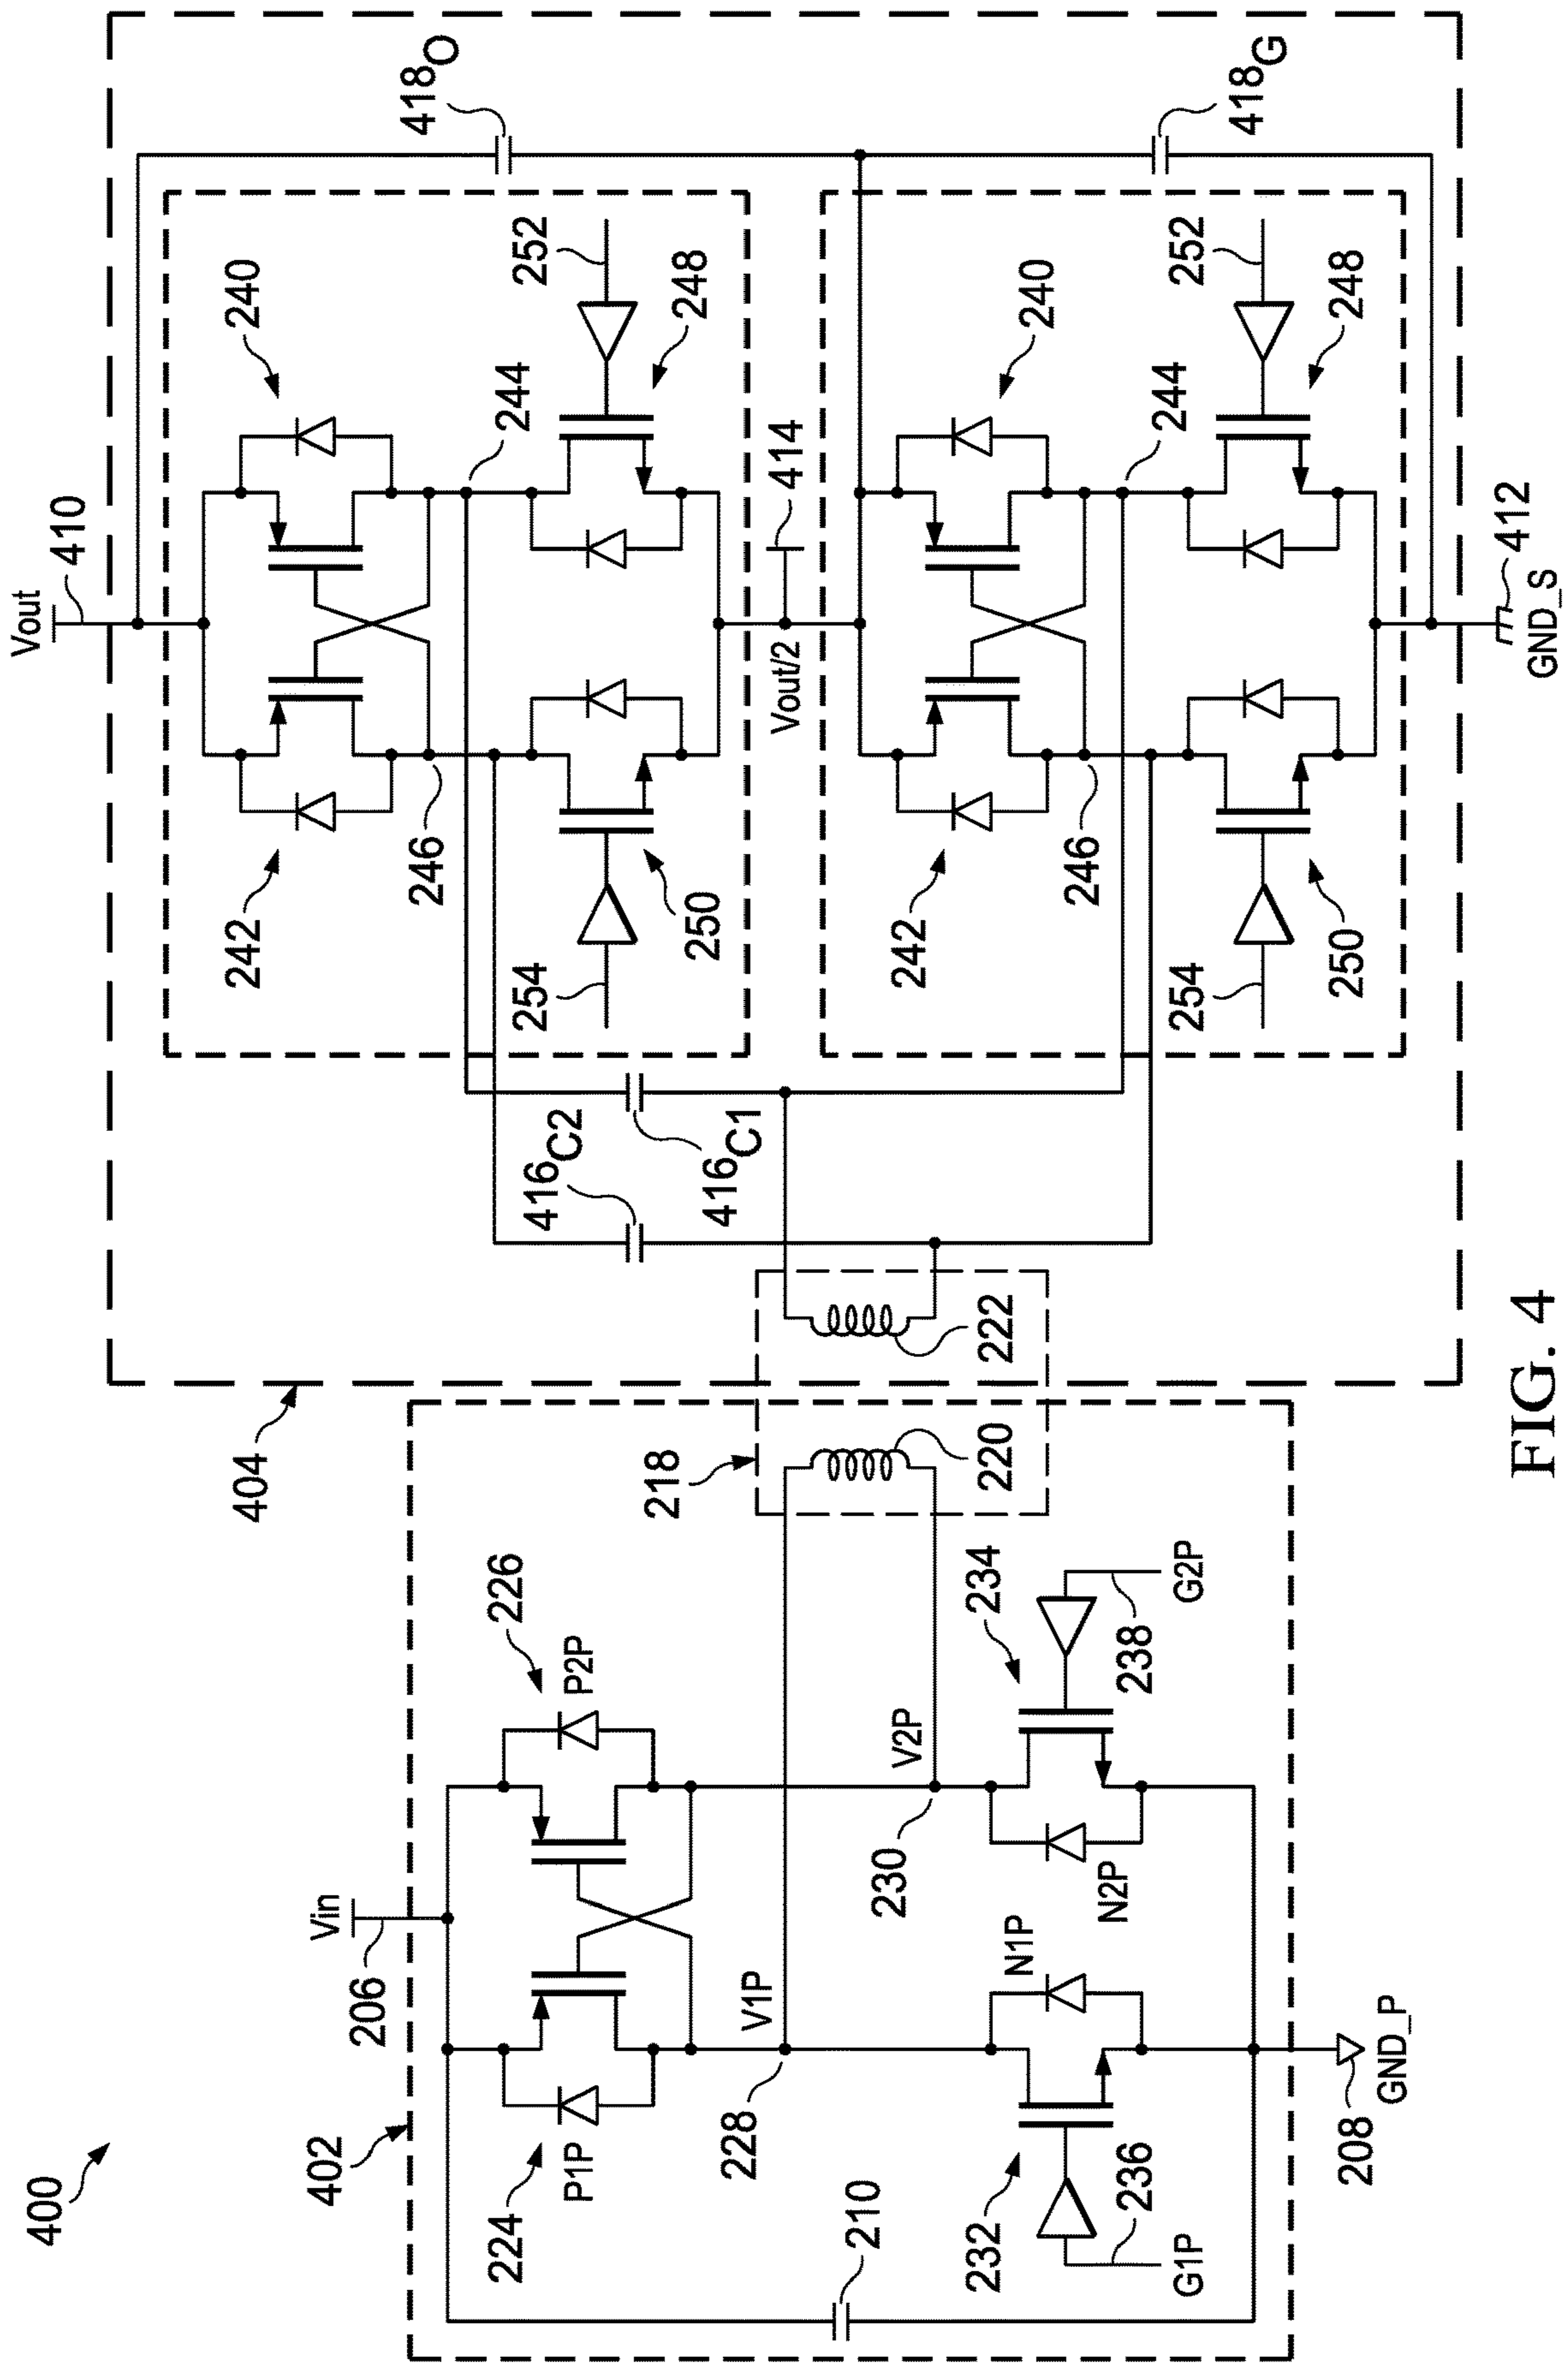 400
402
404
Vin
206
224
P1P
226
P2P
210
V1P
228
V2P
230
218
220
222
232
N1P
N2P
234
236
G1P
238
G2P
208
GND_P
Vout
410
242
240
246
244
254
250
252
248
416C2
416C1
418O
Vout/2
414
242
240
246
244
254
250
252
248
418G
412
GND_S
FIG. 4